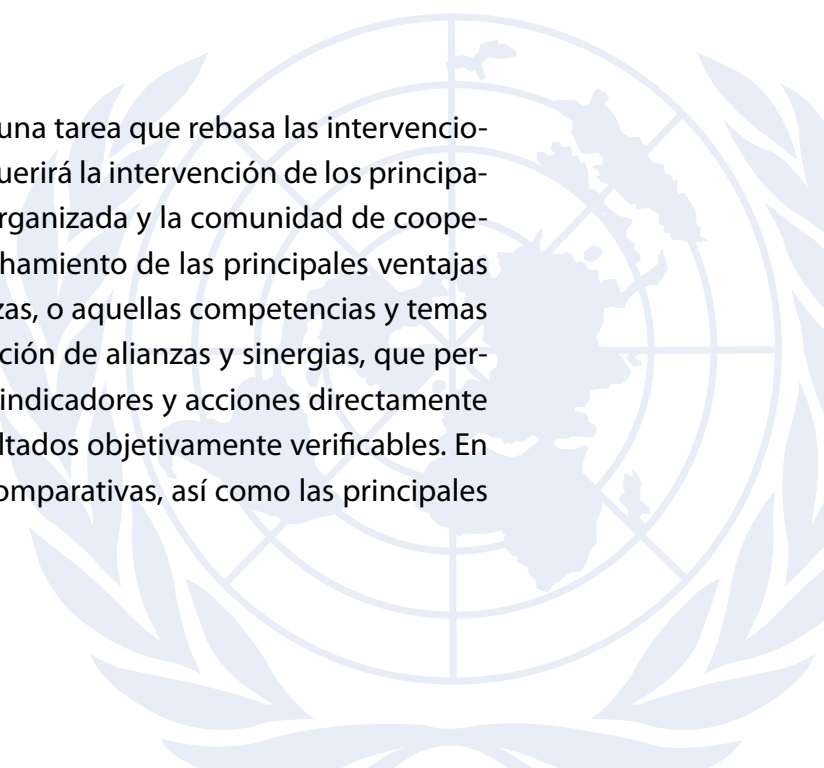 una tarea que rebasa las intervencio-
uerirá la intervención de los principa-
rganizada y la comunidad de coope-
hamiento de las principales ventajas
zas, o aquellas competencias y temas
ción de alianzas y sinergias, que per-
indicadores y acciones directamente
ltados objetivamente verificables. En
omparativas, así como las principales